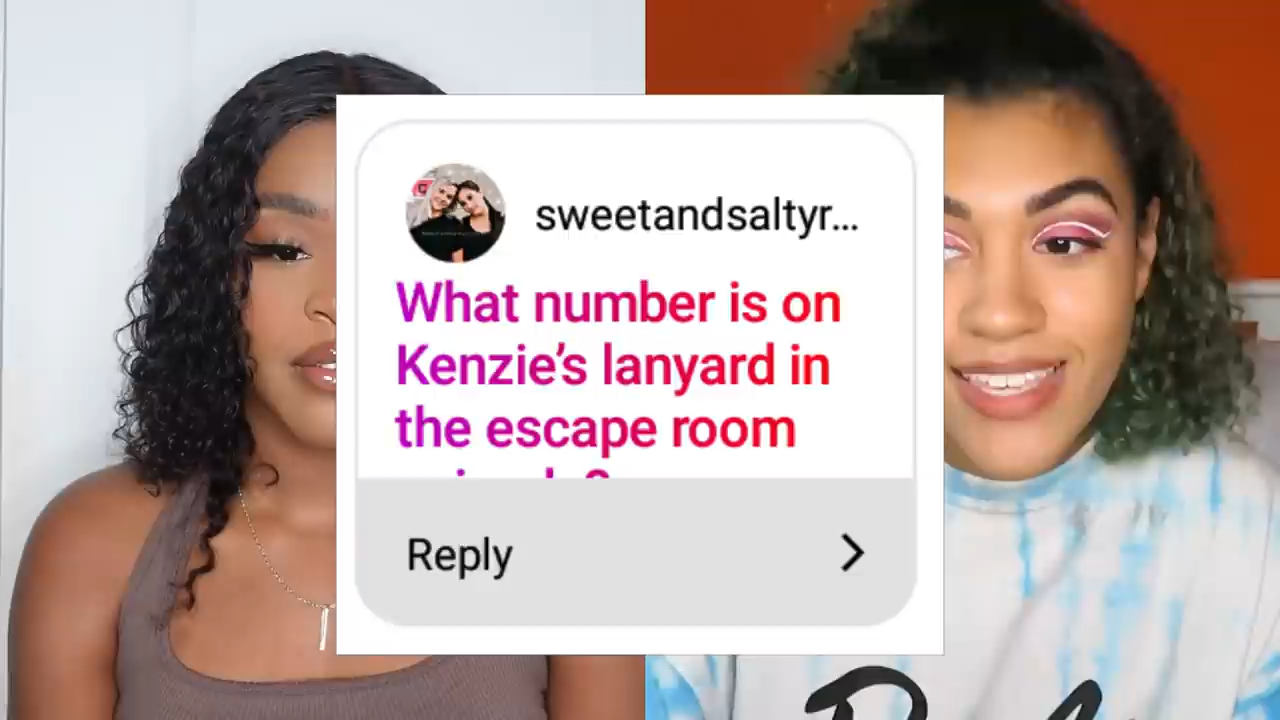 sweetandsaltyr...
What number is on
Kenzie's lanyard in
the escape room
Reply